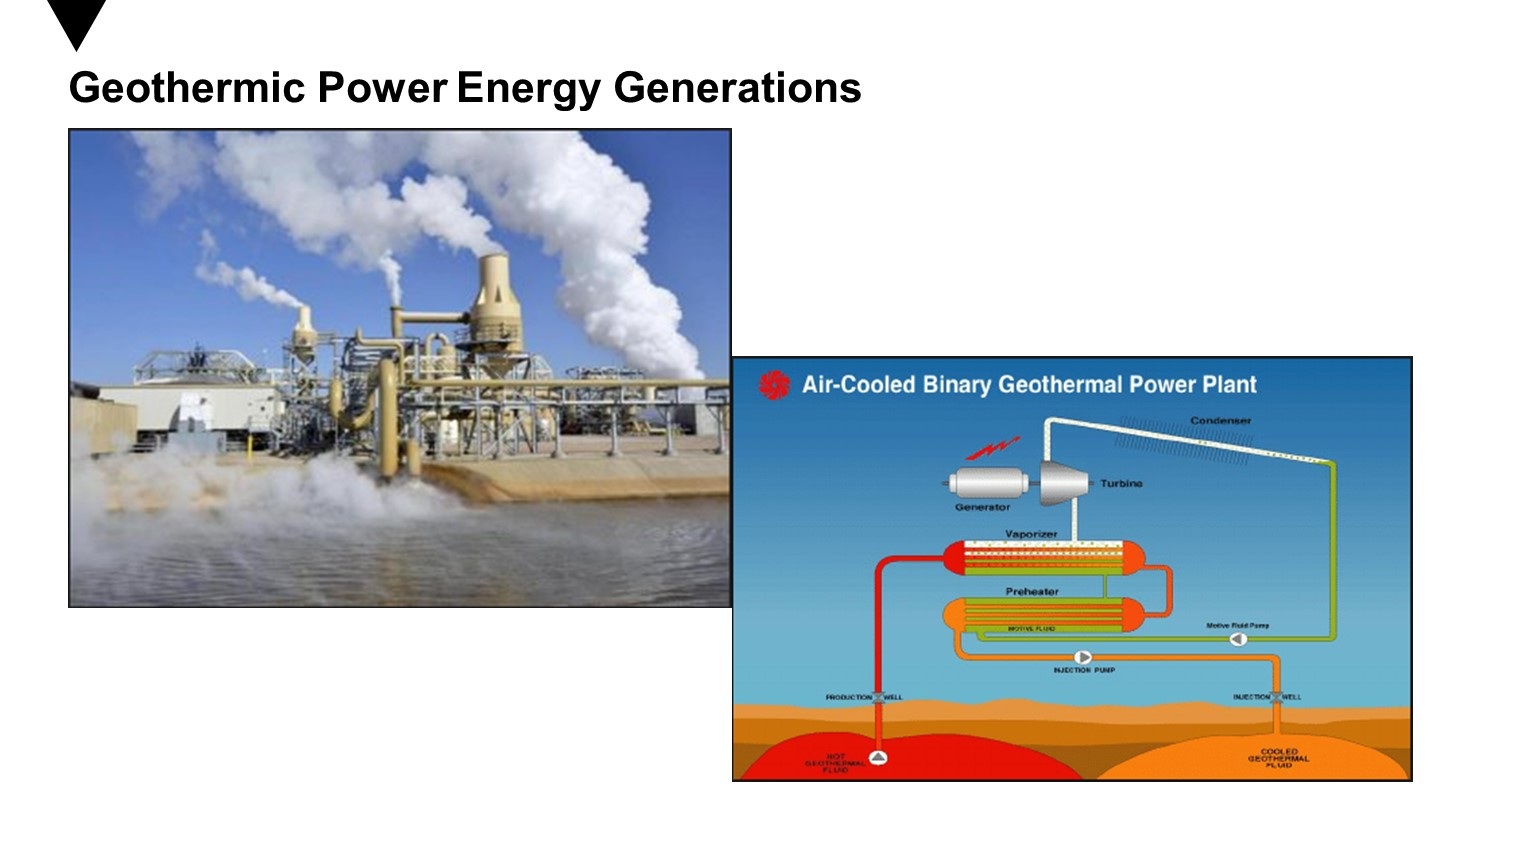 Geothermic Power Energy Generations
Air-Cooled Binary Geothermal Power Plant
Condenser
Turbine
Generator
Vaporizer
Preheater
MOTIVE FLUID
Motive Fluid Pump
INJECTION PUMP
PRODUCTION WELL
INJECTION WELL
HOT
GEOTHERMAL
FLUID
COOLED
GEOTHERMAL
FLUID